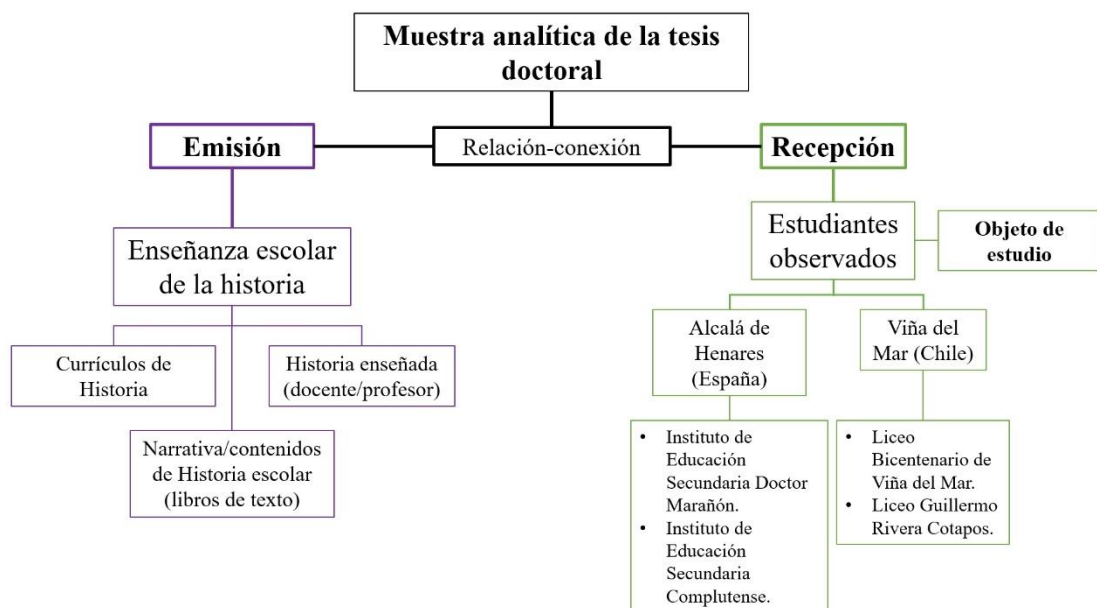 Muestra analítica de la tesis
doctoral
Emisión
Relación-conexión
Recepción
Enseñanza escolar
de la historia
Estudiantes
observados
Objeto de
estudio
Currículos de
Historia
Historia enseñada
(docente/profesor)
Narrativa/contenidos
de Historia escolar
(libros de texto)
Alcalá de
Henares
(España)
Viña del
Mar (Chile)
• Instituto de
Educación
Secundaria Doctor
Marañón.
• Instituto de
Educación
Secundaria
Complutense.
• Liceo
Bicentenario de
Viña del Mar.
• Liceo Guillermo
Rivera Cotapos.